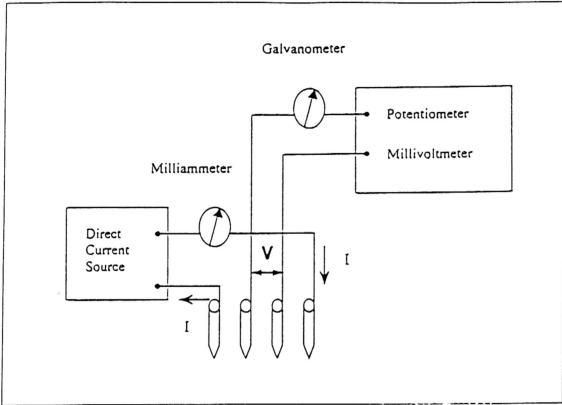 Galvanometer
Potentiometer
Millivoltmeter
Milliammeter
Direct
Current
Source
V
I
I